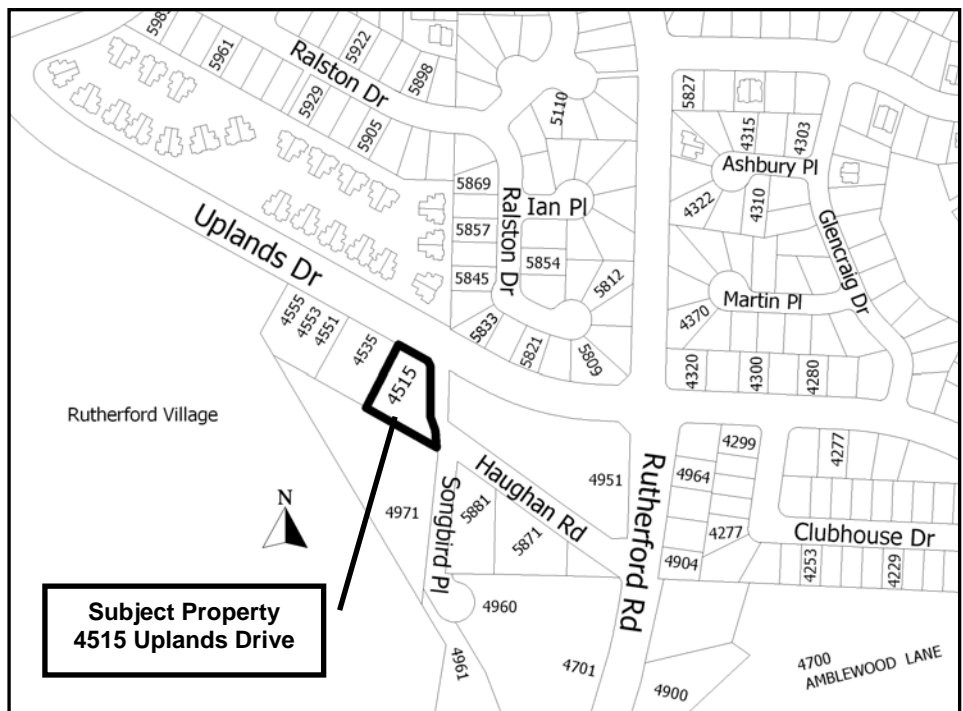 5961
5922
5898
Ralston Dr
5929
5905
5110
5827
4315
4303
Ashbury Pl
4322
4310
5869
Ralston Dr
Ian Pl
5857
5854
5845
5812
Uplands Dr
Glencraig Dr
Martin Pl
4370
5833
5821
5809
4555
4553
4551
4535
4515
4320
4300
4280
Rutherford Village
4299
4277
4951
Rutherford Rd
4964
Haughan Rd
N
4971
Songbird Pl
5881
5871
4277
Clubhouse Dr
4904
4253
4229
Subject Property
4515 Uplands Drive
4960
4961
4701
4900
4700
AMBLEWOOD LANE